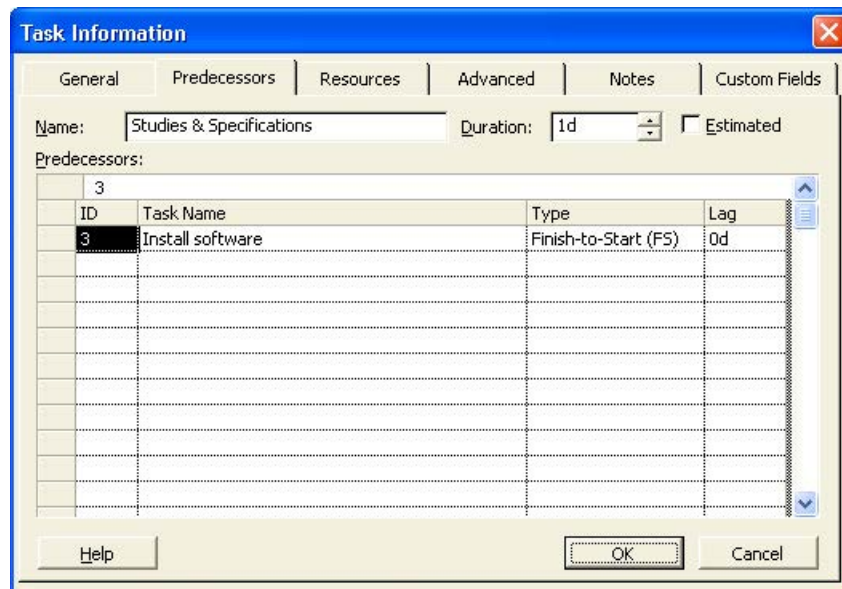 Task Information
General Predecessors Resources Advanced Notes Custom Fields
Name: Studies & Specifications Duration: 1d Estimated
Predecessors:
3
ID Task Name Type Lag
3 Install software Finish-to-Start (FS) 0d
Help OK Cancel